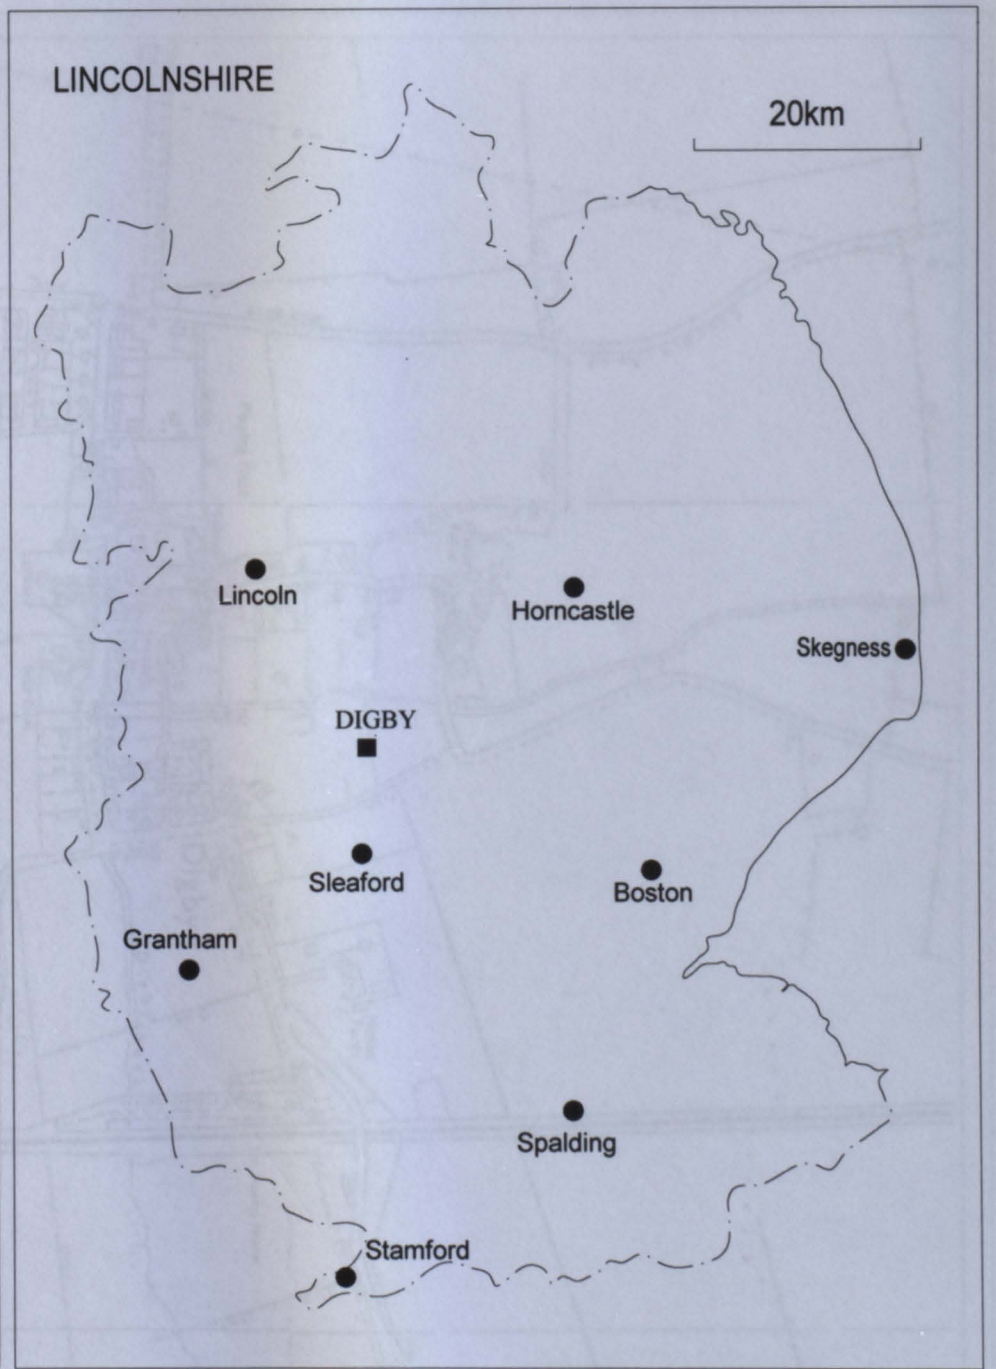 LINCOLNSHIRE
20km
Lincoln
Horncastle
Skegness
DIGBY
Sleaford
Boston
Grantham
Spalding
Stamford